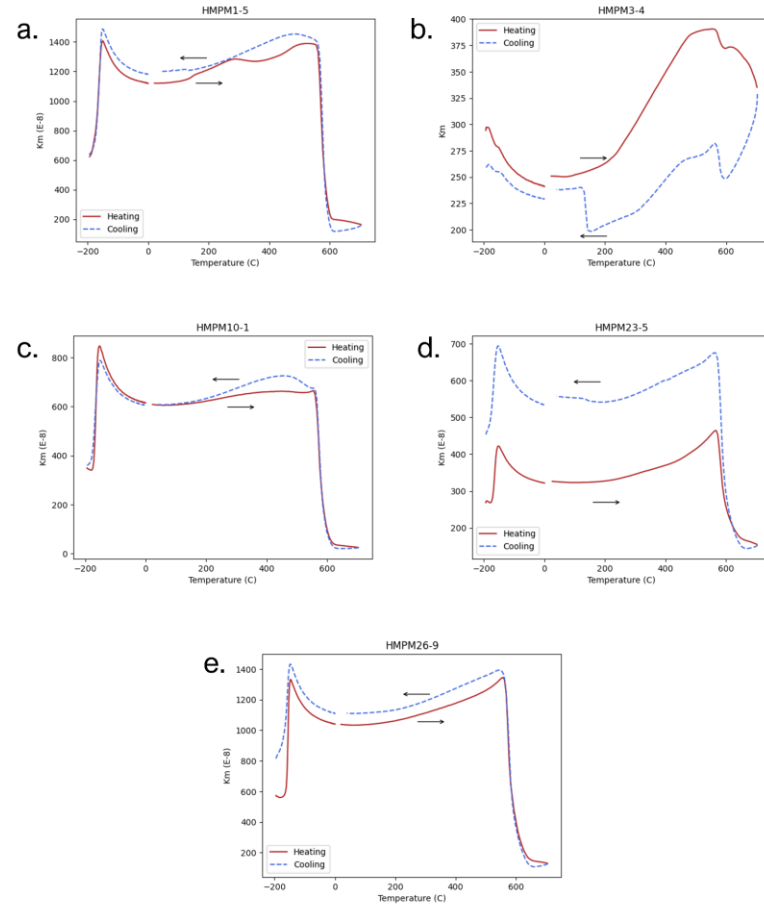 a.
HMPM1-5
Km (E-8)
1400
1200
1000
800
600
400
200
Heating
Cooling
−200
0
200
400
600
Temperature (C)
b.
HMPM3-4
Km
400
375
350
325
300
275
250
225
200
Heating
Cooling
−200
0
200
400
600
Temperature (C)
c.
HMPM10-1
Km (E-8)
800
600
400
200
0
Heating
Cooling
−200
0
200
400
600
Temperature (C)
d.
HMPM23-5
Km (E-8)
700
600
500
400
300
200
Heating
Cooling
−200
0
200
400
600
Temperature (C)
e.
HMPM26-9
Km (E-8)
1400
1200
1000
800
600
400
200
Heating
Cooling
−200
0
200
400
600
Temperature (C)